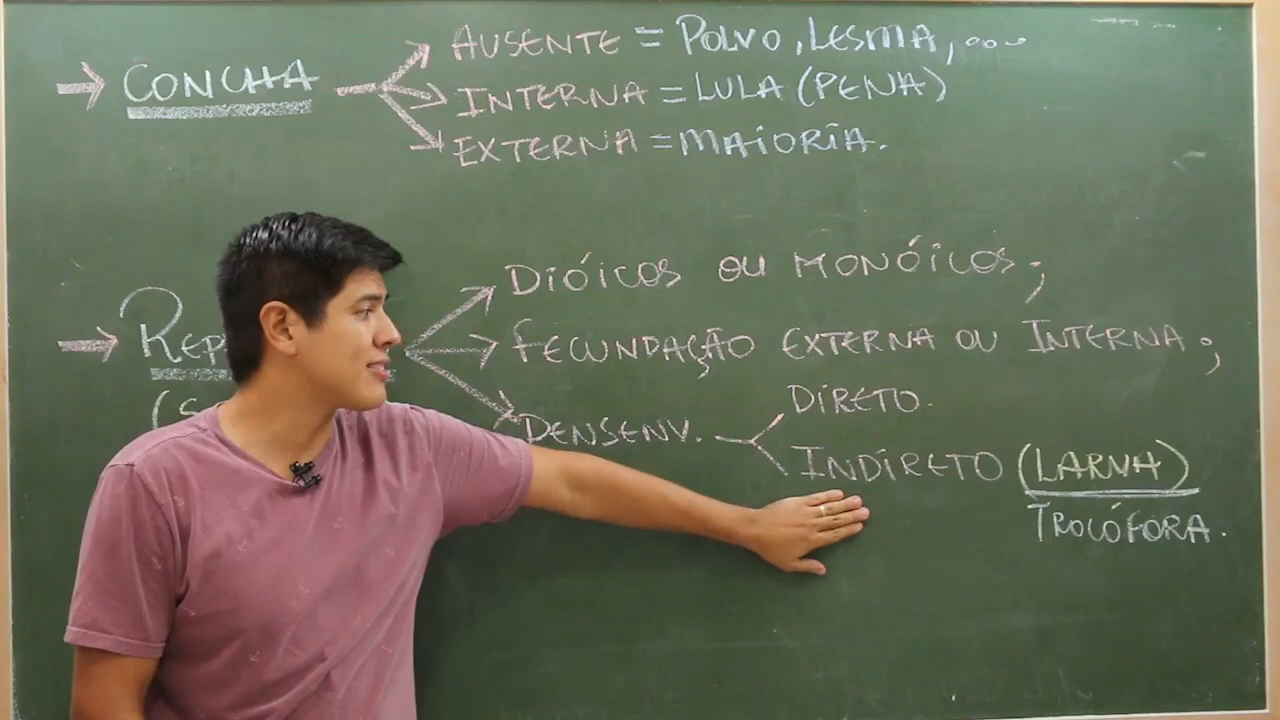 → CONCHA
AUSENTE = POLVO, LESMA, ...
INTERNA = LULA (PENA)
EXTERNA = MAIORIA.
→ REP
(S
DIÓICOS OU MONÓICOS;
FECUNDAÇÃO EXTERNA OU INTERNA;
DENSENV.
DIRETO.
INDIRETO (LARVA)
TROCÓFORA.